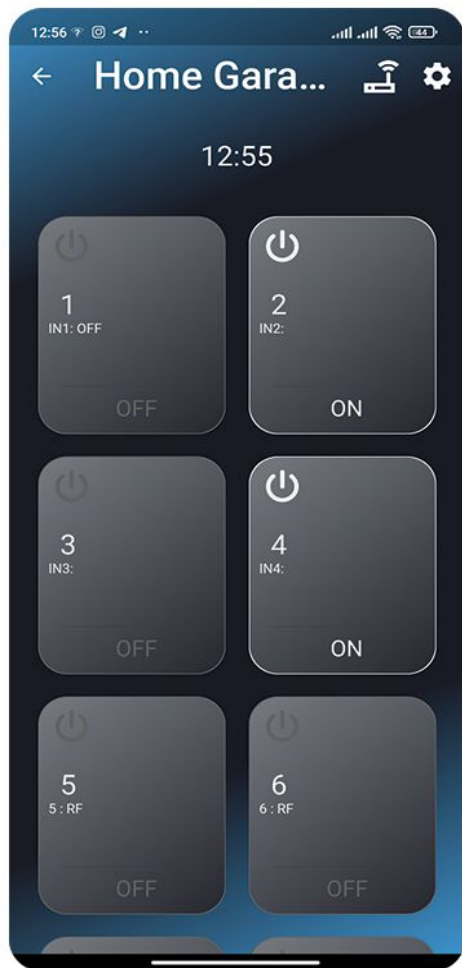 12:56
44
Home Gara...
12:55
1
IN1: OFF
OFF
2
IN2:
ON
3
IN3:
OFF
4
IN4:
ON
5
5 : RF
OFF
6
6 : RF
OFF